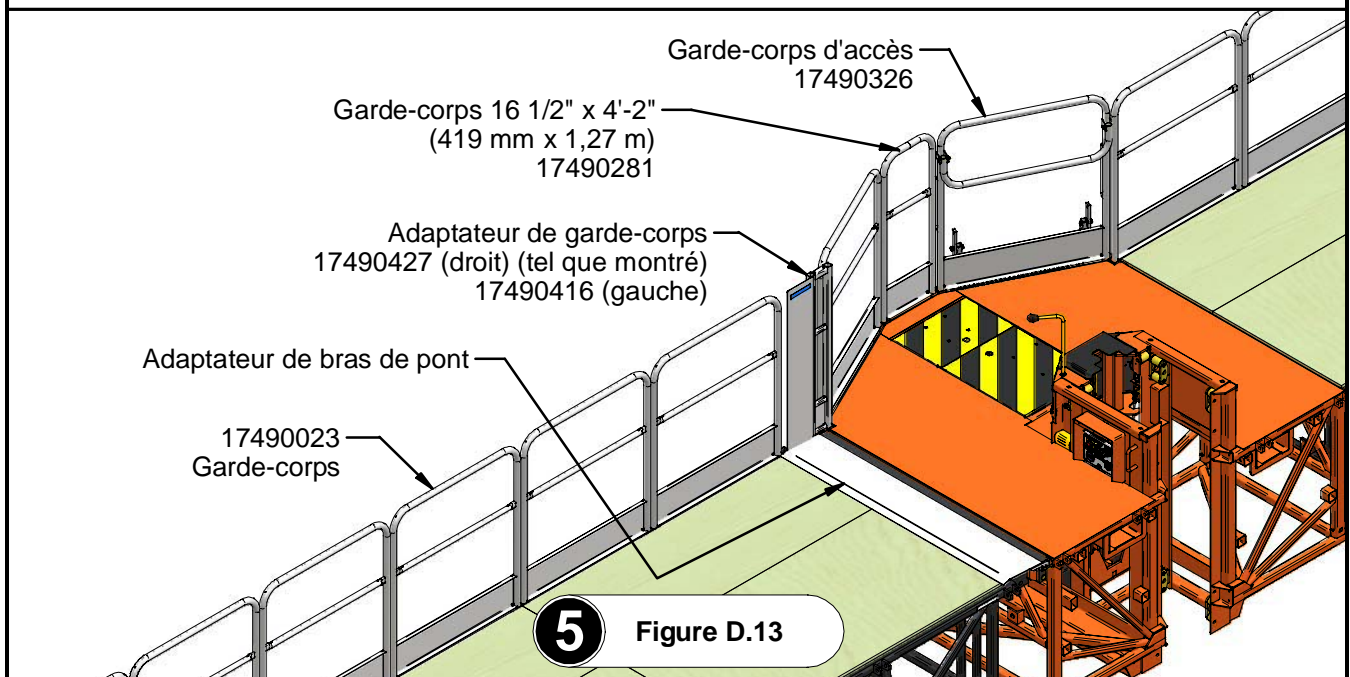 Garde-corps d'accès
17490326
Garde-corps 16 1/2" x 4'-2"
(419 mm x 1,27 m)
17490281
Adaptateur de garde-corps
17490427 (droit) (tel que montré)
17490416 (gauche)
Adaptateur de bras de pont
17490023
Garde-corps
5 Figure D.13